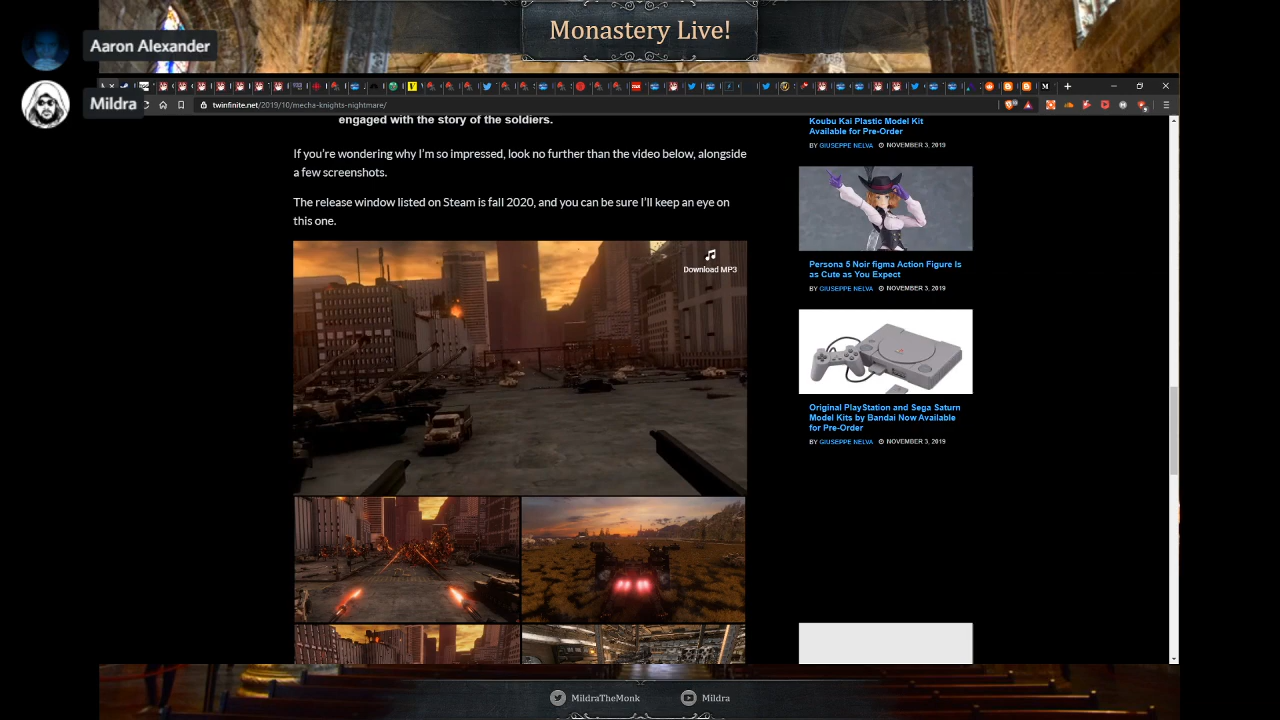 Monastery Live!
Aaron Alexander
Mildra
twinfinite.net/2019/10/mecha-knights-nightmare/
engaged with the story of the soldiers.
If you're wondering why I'm so impressed, look no further than the video below, alongside
a few screenshots.
The release window listed on Steam is fall 2020, and you can be sure I'll keep an eye on
this one.
Download MP3
Koubu Kai Plastic Model Kit
Available for Pre-Order
BY GIUSEPPE NELVA NOVEMBER 3, 2019
Persona 5 Noir figma Action Figure Is
as Cute as You Expect
BY GIUSEPPE NELVA NOVEMBER 3, 2019
Original PlayStation and Sega Saturn
Model Kits by Bandai Now Available
for Pre-Order
BY GIUSEPPE NELVA NOVEMBER 3, 2019
MildraTheMonk
Mildra